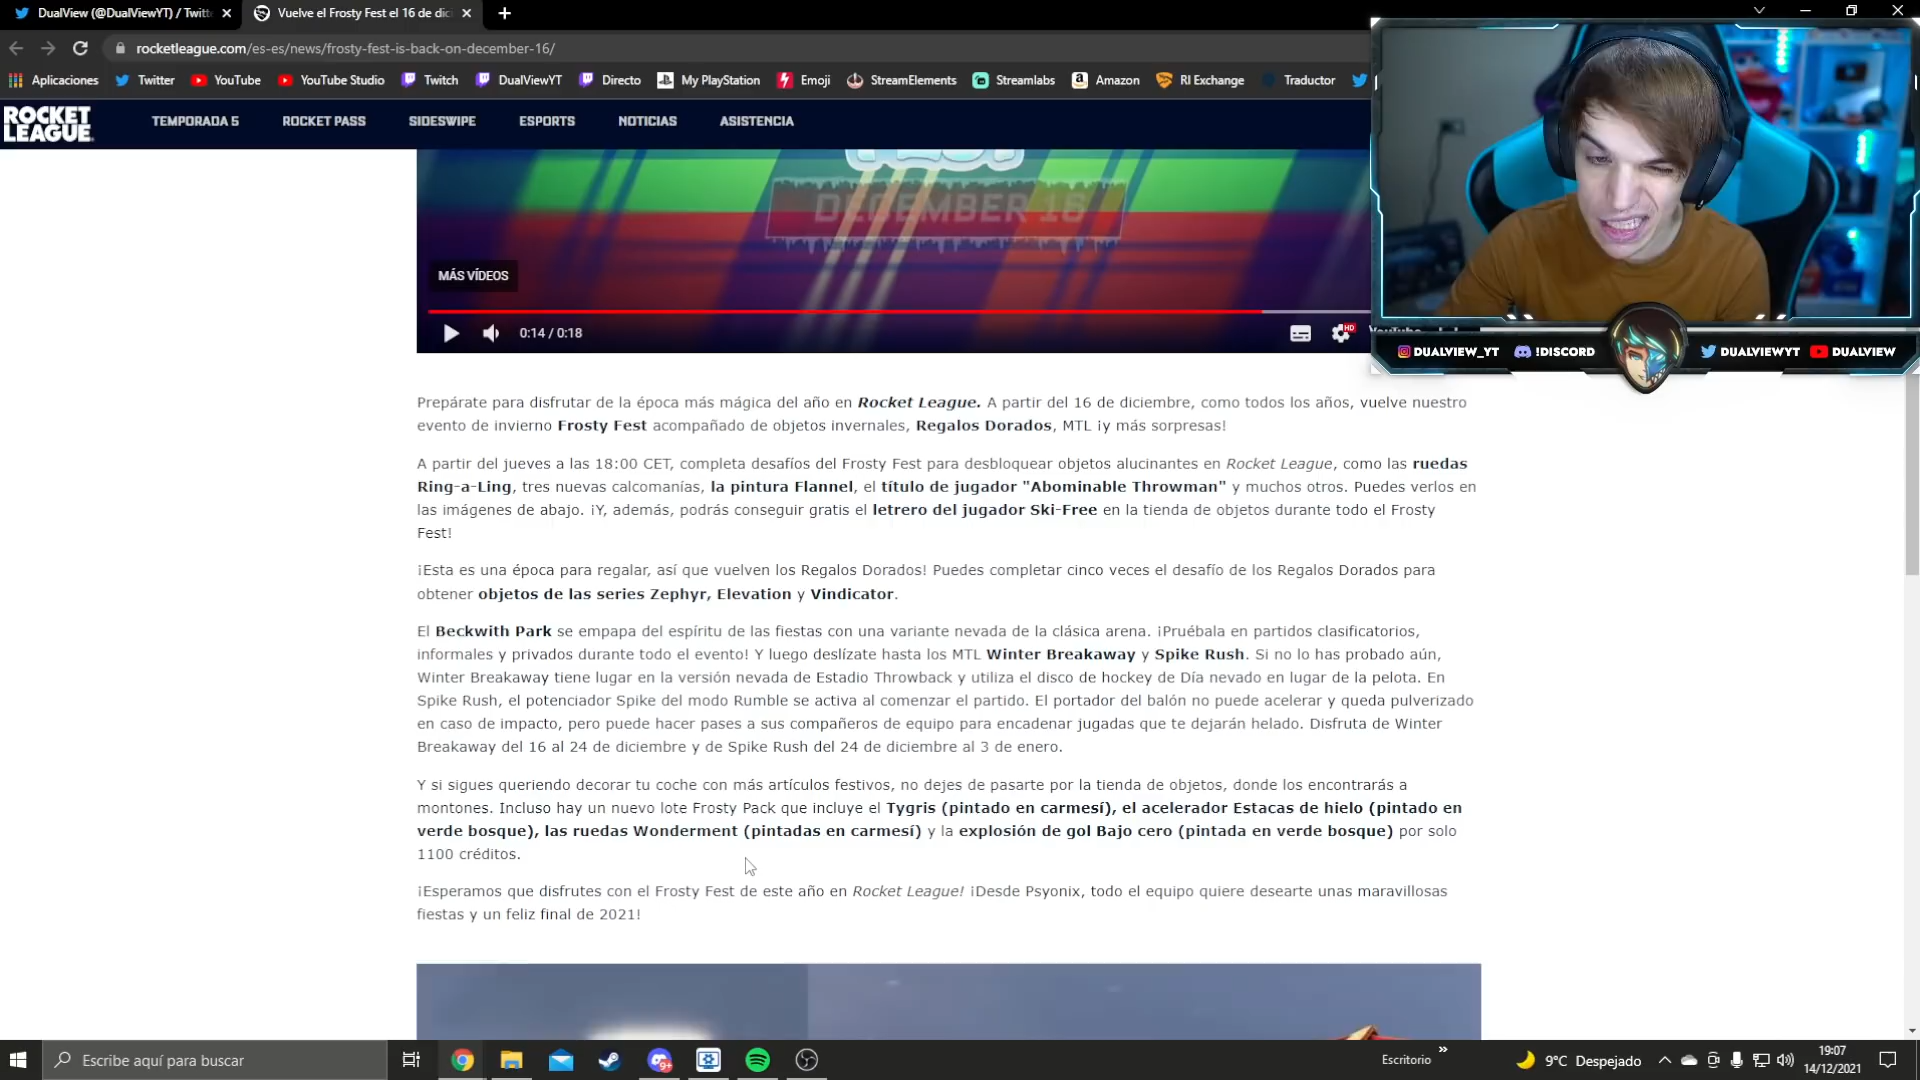 DualView (@DualViewYT) / Twitt
Vuelve el Frosty Fest el 16 de dic
rocketleague.com/es-es/news/frosty-fest-is-back-on-december-16/
Aplicaciones Twitter YouTube YouTube Studio Twitch DualViewYT Directo My PlayStation Emoji StreamElements Streamlabs Amazon RI Exchange Traductor
ROCKET LEAGUE TEMPORADA 5 ROCKET PASS SIDESWIPE ESPORTS NOTICIAS ASISTENCIA
DECEMBER 16
MÁS VÍDEOS
0:14 / 0:18
HD
DUALVIEW_YT !DISCORD DUALVIEWYT DUALVIEW
Prepárate para disfrutar de la época más mágica del año en Rocket League. A partir del 16 de diciembre, como todos los años, vuelve nuestro
evento de invierno Frosty Fest acompañado de objetos invernales, Regalos Dorados, MTL ¡y más sorpresas!
A partir del jueves a las 18:00 CET, completa desafíos del Frosty Fest para desbloquear objetos alucinantes en Rocket League, como las ruedas
Ring-a-Ling, tres nuevas calcomanías, la pintura Flannel, el título de jugador "Abominable Throwman" y muchos otros. Puedes verlos en
las imágenes de abajo. ¡Y, además, podrás conseguir gratis el letrero del jugador Ski-Free en la tienda de objetos durante todo el Frosty
Fest!
¡Esta es una época para regalar, así que vuelven los Regalos Dorados! Puedes completar cinco veces el desafío de los Regalos Dorados para
obtener objetos de las series Zephyr, Elevation y Vindicator.
El Beckwith Park se empapa del espíritu de las fiestas con una variante nevada de la clásica arena. ¡Pruébala en partidos clasificatorios,
informales y privados durante todo el evento! Y luego deslízate hasta los MTL Winter Breakaway y Spike Rush. Si no lo has probado aún,
Winter Breakaway tiene lugar en la versión nevada de Estadio Throwback y utiliza el disco de hockey de Día nevado en lugar de la pelota. En
Spike Rush, el potenciador Spike del modo Rumble se activa al comenzar el partido. El portador del balón no puede acelerar y queda pulverizado
en caso de impacto, pero puede hacer pases a sus compañeros de equipo para encadenar jugadas que te dejarán helado. Disfruta de Winter
Breakaway del 16 al 24 de diciembre y de Spike Rush del 24 de diciembre al 3 de enero.
Y si sigues queriendo decorar tu coche con más artículos festivos, no dejes de pasarte por la tienda de objetos, donde los encontrarás a
montones. Incluso hay un nuevo lote Frosty Pack que incluye el Tygris (pintado en carmesí), el acelerador Estacas de hielo (pintado en
verde bosque), las ruedas Wonderment (pintadas en carmesí) y la explosión de gol Bajo cero (pintada en verde bosque) por solo
1100 créditos.
¡Esperamos que disfrutes con el Frosty Fest de este año en Rocket League! ¡Desde Psyonix, todo el equipo quiere desearte unas maravillosas
fiestas y un feliz final de 2021!
Escribe aquí para buscar
Escritorio
9°C Despejado
19:07
14/12/2021